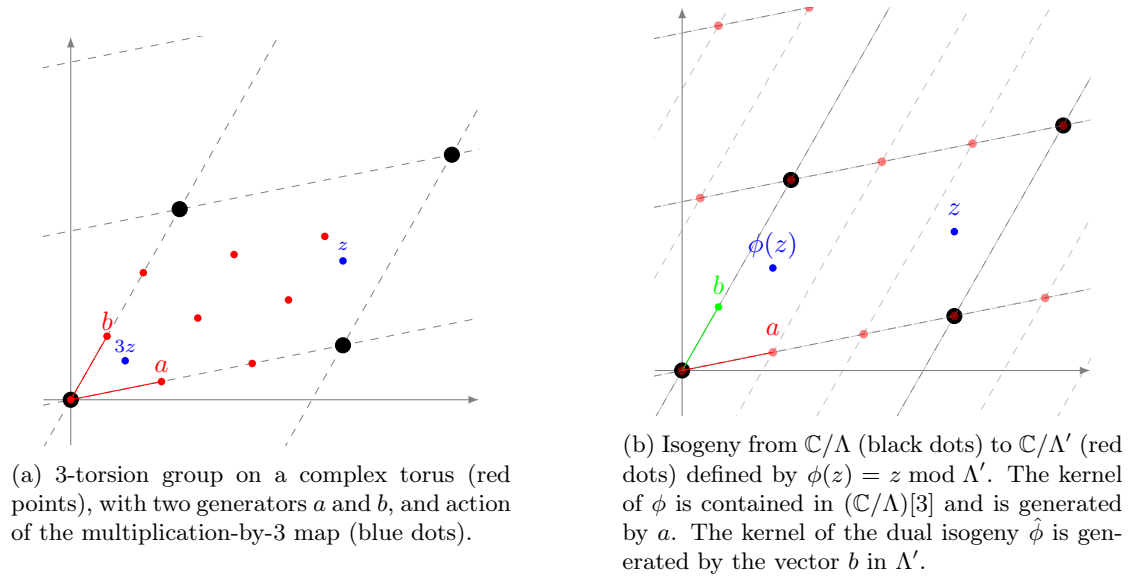 z
3z
b
a
(a) 3-torsion group on a complex torus (red
points), with two generators a and b, and action
of the multiplication-by-3 map (blue dots).
z
ϕ(z)
b
a
(b) Isogeny from ℂ/Λ (black dots) to ℂ/Λ′ (red
dots) defined by ϕ(z) = z mod Λ′. The kernel
of ϕ is contained in (ℂ/Λ)[3] and is generated
by a. The kernel of the dual isogeny ϕ̂ is gen-
erated by the vector b in Λ′.